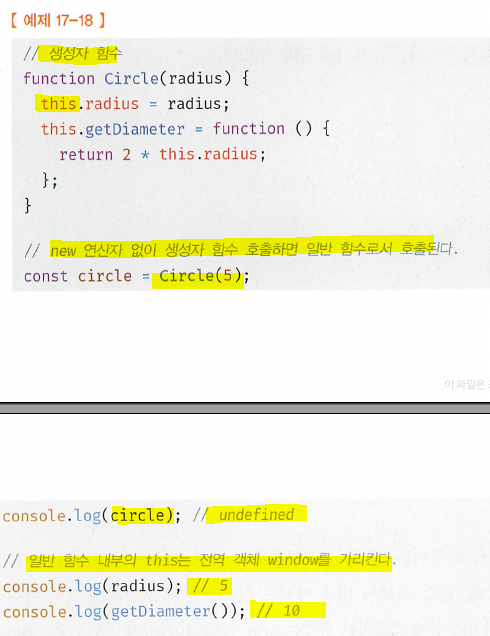 【 예제 17-18 】
// 생성자 함수
function Circle(radius) {
  this.radius = radius;
  this.getDiameter = function () {
    return 2 * this.radius;
  };
}
// new 연산자 없이 생성자 함수 호출하면 일반 함수로서 호출된다.
const circle = Circle(5);
이 파일은
console.log(circle); // undefined
// 일반 함수 내부의 this는 전역 객체 window를 가리킨다.
console.log(radius); // 5
console.log(getDiameter()); // 10